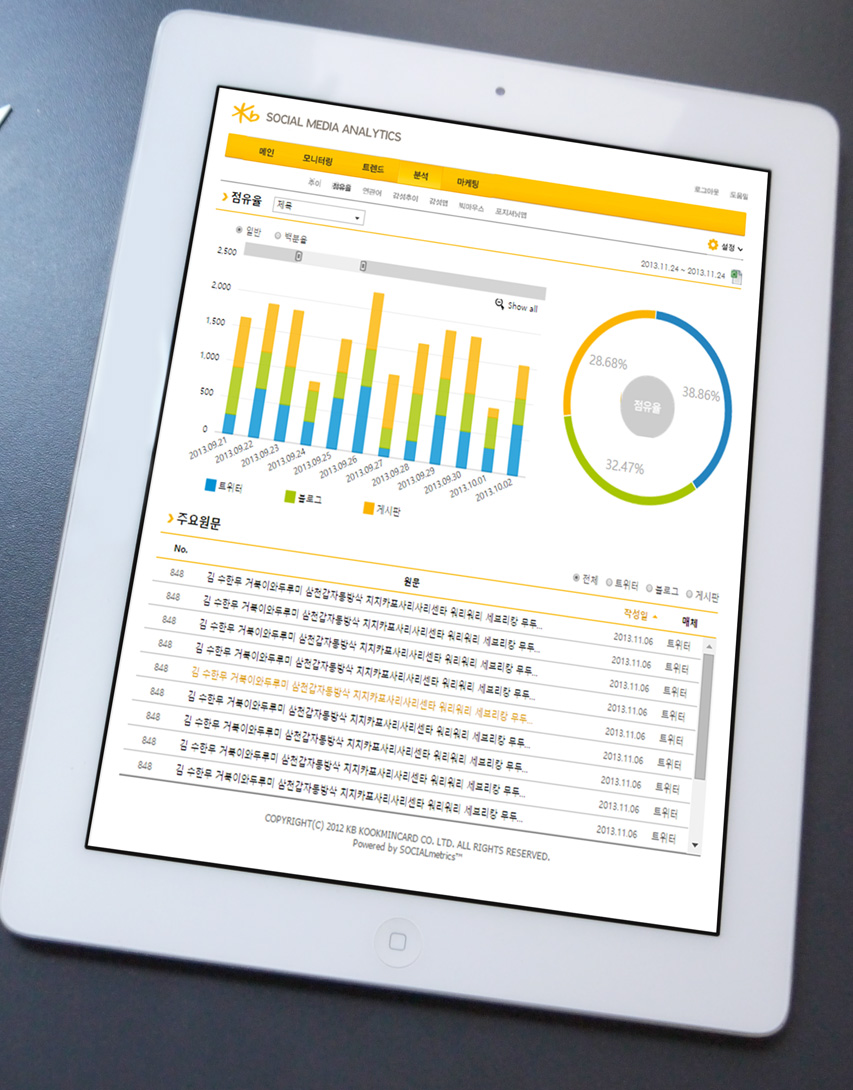 Kb SOCIAL MEDIA ANALYTICS
로그아웃 도움말
메인 모니터링 트렌드 분석 마케팅
추이 점유율 연관어 감성추이 감성맵 빅마우스 포지셔닝맵
설정
점유율 제육
2013.11.24 ~ 2013.11.24
일반 백분율
Show all
2,500
2,000
1,500
1,000
500
0
2013.09.21 2013.09.22 2013.09.23 2013.09.24 2013.09.25 2013.09.26 2013.09.27 2013.09.28 2013.09.29 2013.09.30 2013.10.01 2013.10.02
트위터 블로그 게시판
28.68%
38.86%
점유율
32.47%
주요원문
전체 트위터 블로그 게시판
No. 원문 작성일 매체
848 김 수한무 거북이와두루미 삼천갑자동방삭 치치카포사리사리센타 워리워리 세브리캉 무두... 2013.11.06 트위터
848 김 수한무 거북이와두루미 삼천갑자동방삭 치치카포사리사리센타 워리워리 세브리캉 무두... 2013.11.06 트위터
848 김 수한무 거북이와두루미 삼천갑자동방삭 치치카포사리사리센타 워리워리 세브리캉 무두... 2013.11.06 트위터
848 김 수한무 거북이와두루미 삼천갑자동방삭 치치카포사리사리센타 워리워리 세브리캉 무두... 2013.11.06 트위터
848 김 수한무 거북이와두루미 삼천갑자동방삭 치치카포사리사리센타 워리워리 세브리캉 무두... 2013.11.06 트위터
848 김 수한무 거북이와두루미 삼천갑자동방삭 치치카포사리사리센타 워리워리 세브리캉 무두... 2013.11.06 트위터
848 김 수한무 거북이와두루미 삼천갑자동방삭 치치카포사리사리센타 워리워리 세브리캉 무두... 2013.11.06 트위터
848 김 수한무 거북이와두루미 삼천갑자동방삭 치치카포사리사리센타 워리워리 세브리캉 무두... 2013.11.06 트위터
848 김 수한무 거북이와두루미 삼천갑자동방삭 치치카포사리사리센타 워리워리 세브리캉 무두... 2013.11.06 트위터
COPYRIGHT(C) 2012 KB KOOKMINCARD CO. LTD. ALL RIGHTS RESERVED.
Powered by SOCIALmetrics™